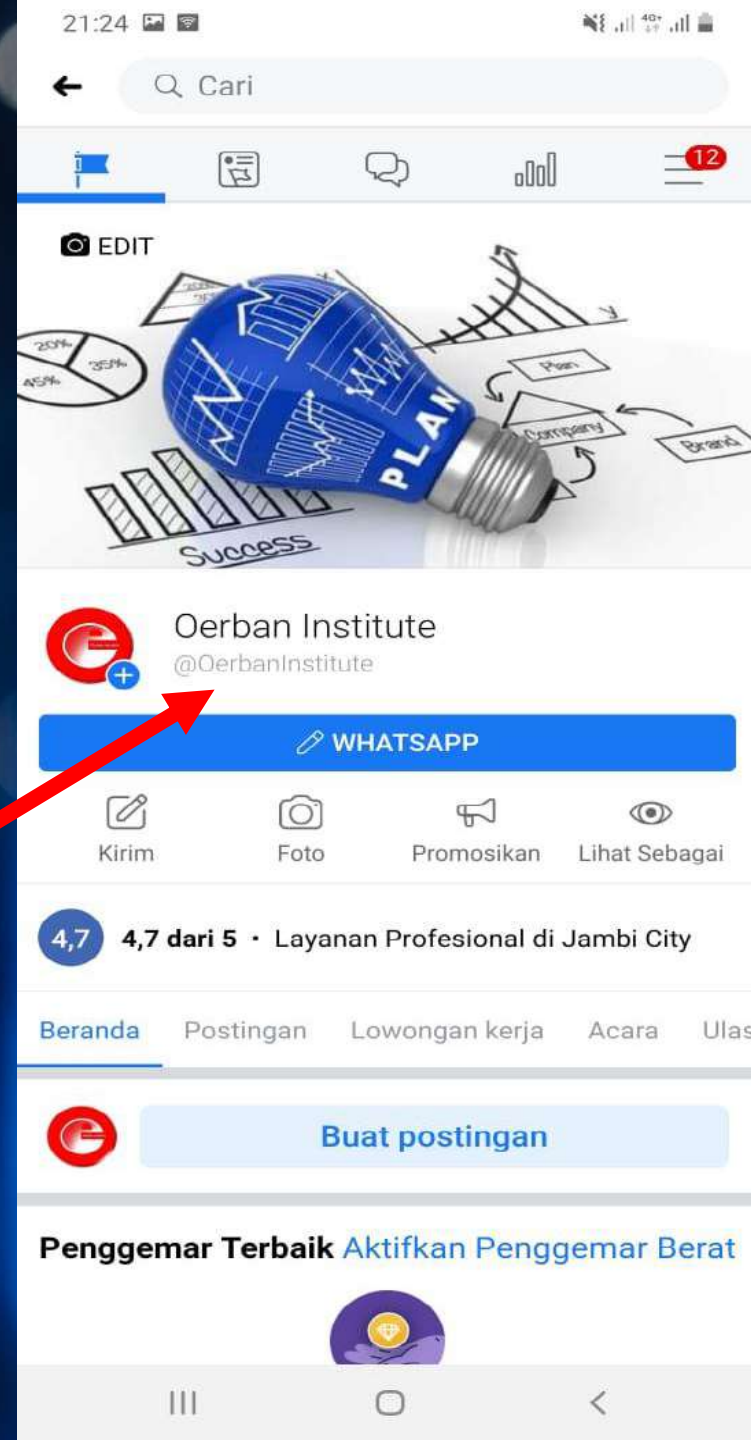 21:24
4G+
Cari
12
EDIT
20%
35%
45%
x
y
Plan
Company
Brand
PLAN
Success
Oerban Institute
@OerbanInstitute
WHATSAPP
Kirim Foto Promosikan Lihat Sebagai
4,7 4,7 dari 5 · Layanan Profesional di Jambi City
Beranda Postingan Lowongan kerja Acara Ulas
Buat postingan
Penggemar Terbaik Aktifkan Penggemar Berat